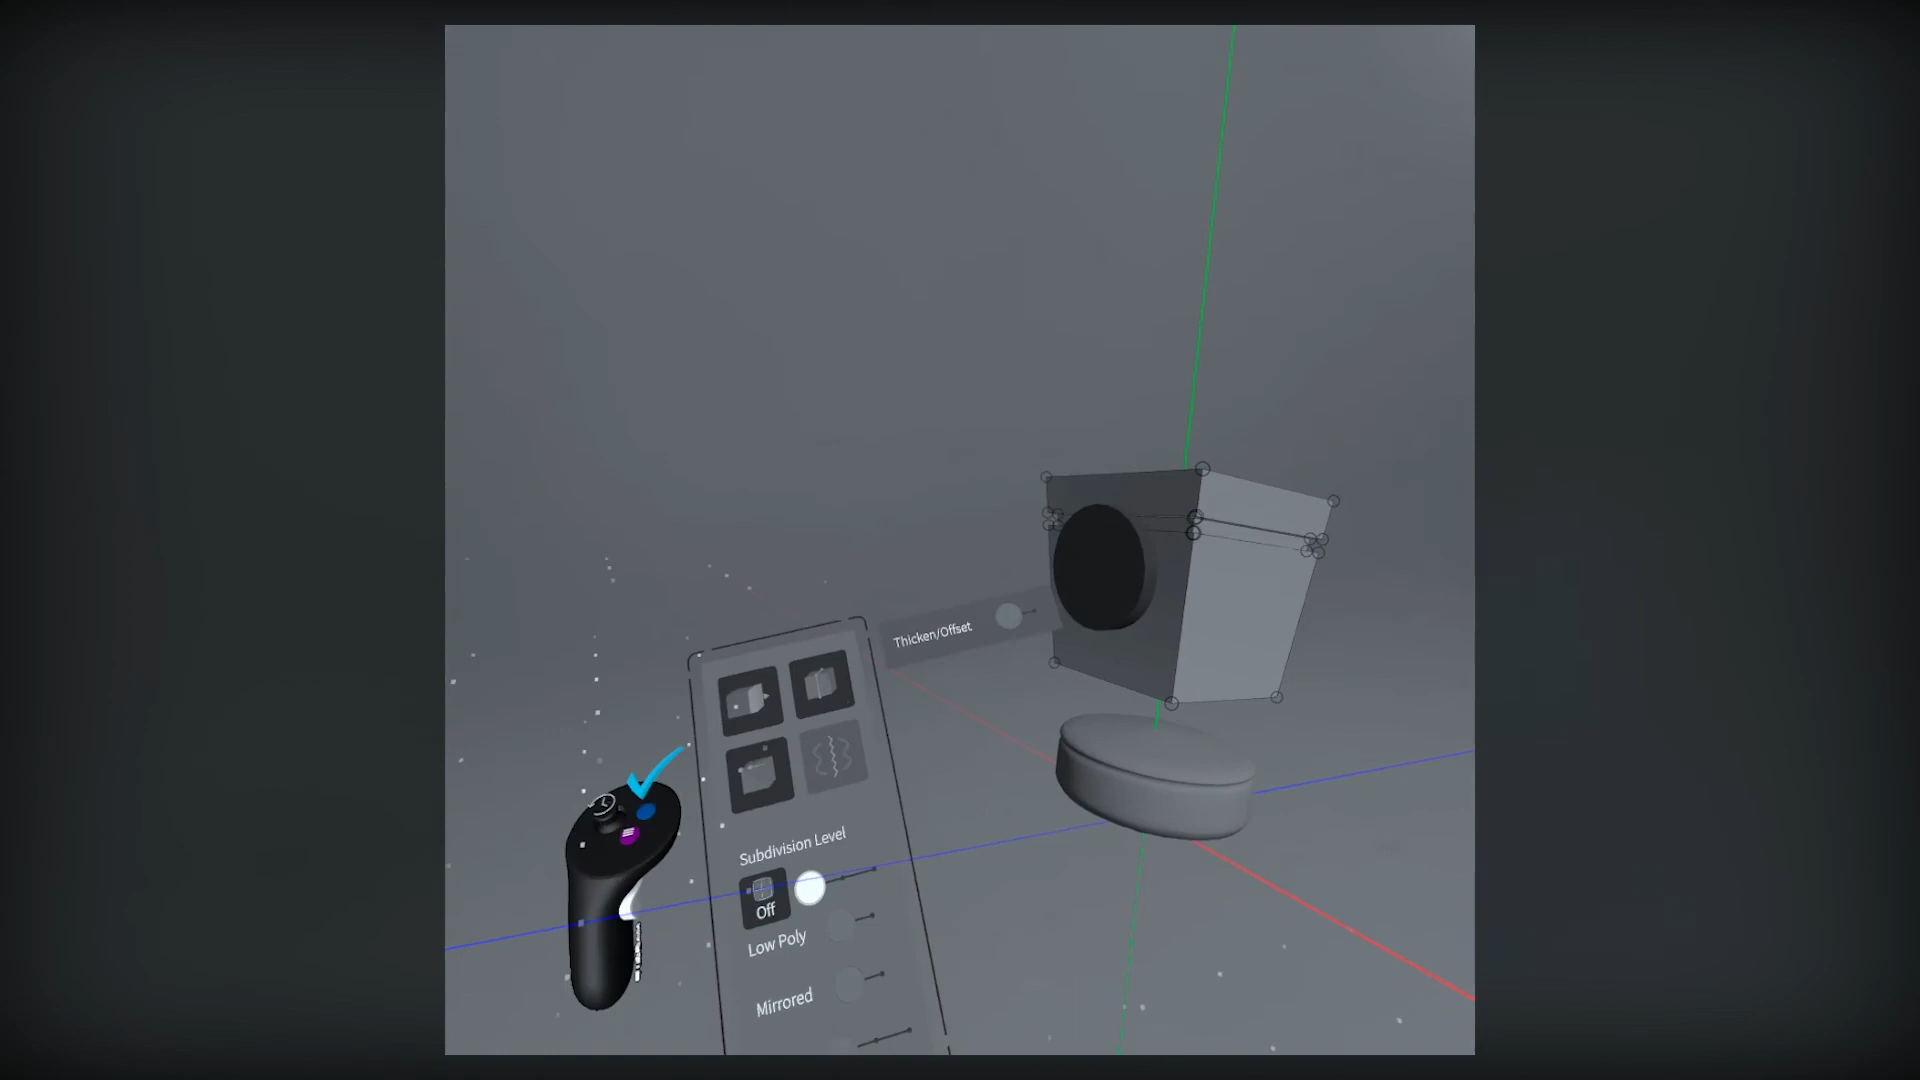 Thicken/Offset
Subdivision Level
Off
Low Poly
Mirrored